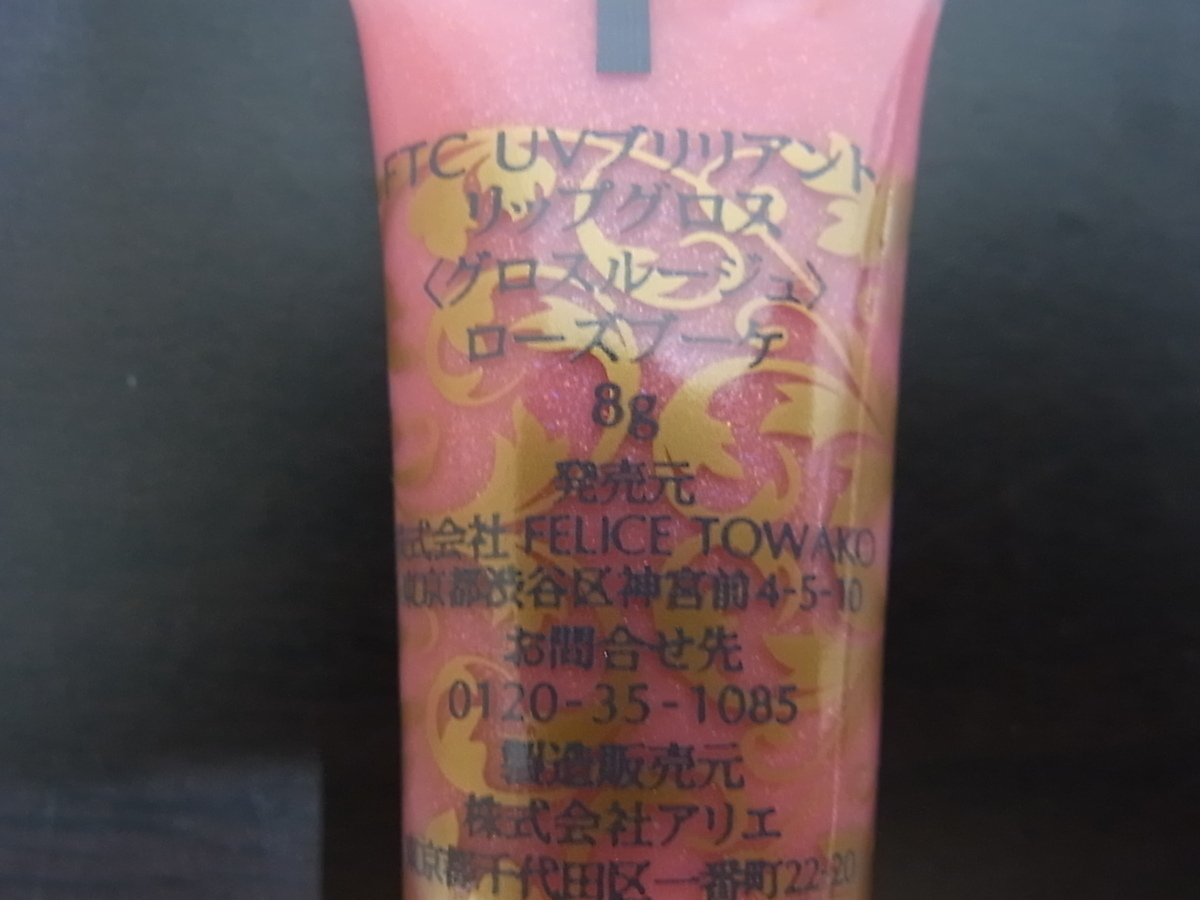 FTC UVブリリアント
リップグロス
〈グロスルージュ〉
ローズブーケ
8g
発売元
株式会社 FELICE TOWAKO
東京都渋谷区神宮前4-5-10
お問合せ先
0120-35-1085
製造販売元
株式会社アリエ
東京都千代田区一番町22-20